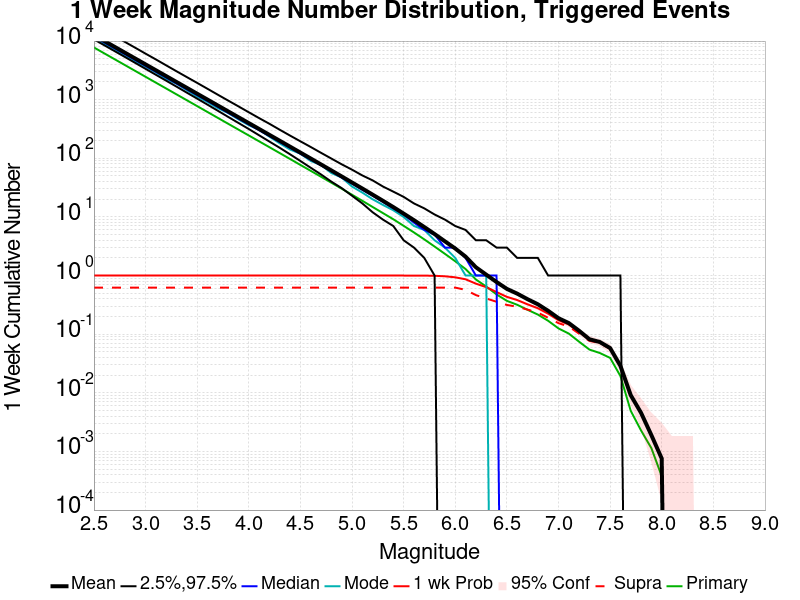 1 Week Magnitude Number Distribution, Triggered Events
1 Week Cumulative Number
10^4
10^3
10^2
10^1
10^0
10^-1
10^-2
10^-3
10^-4
2.5 3.0 3.5 4.0 4.5 5.0 5.5 6.0 6.5 7.0 7.5 8.0 8.5 9.0
Magnitude
Mean 2.5%,97.5% Median Mode 1 wk Prob 95% Conf Supra Primary